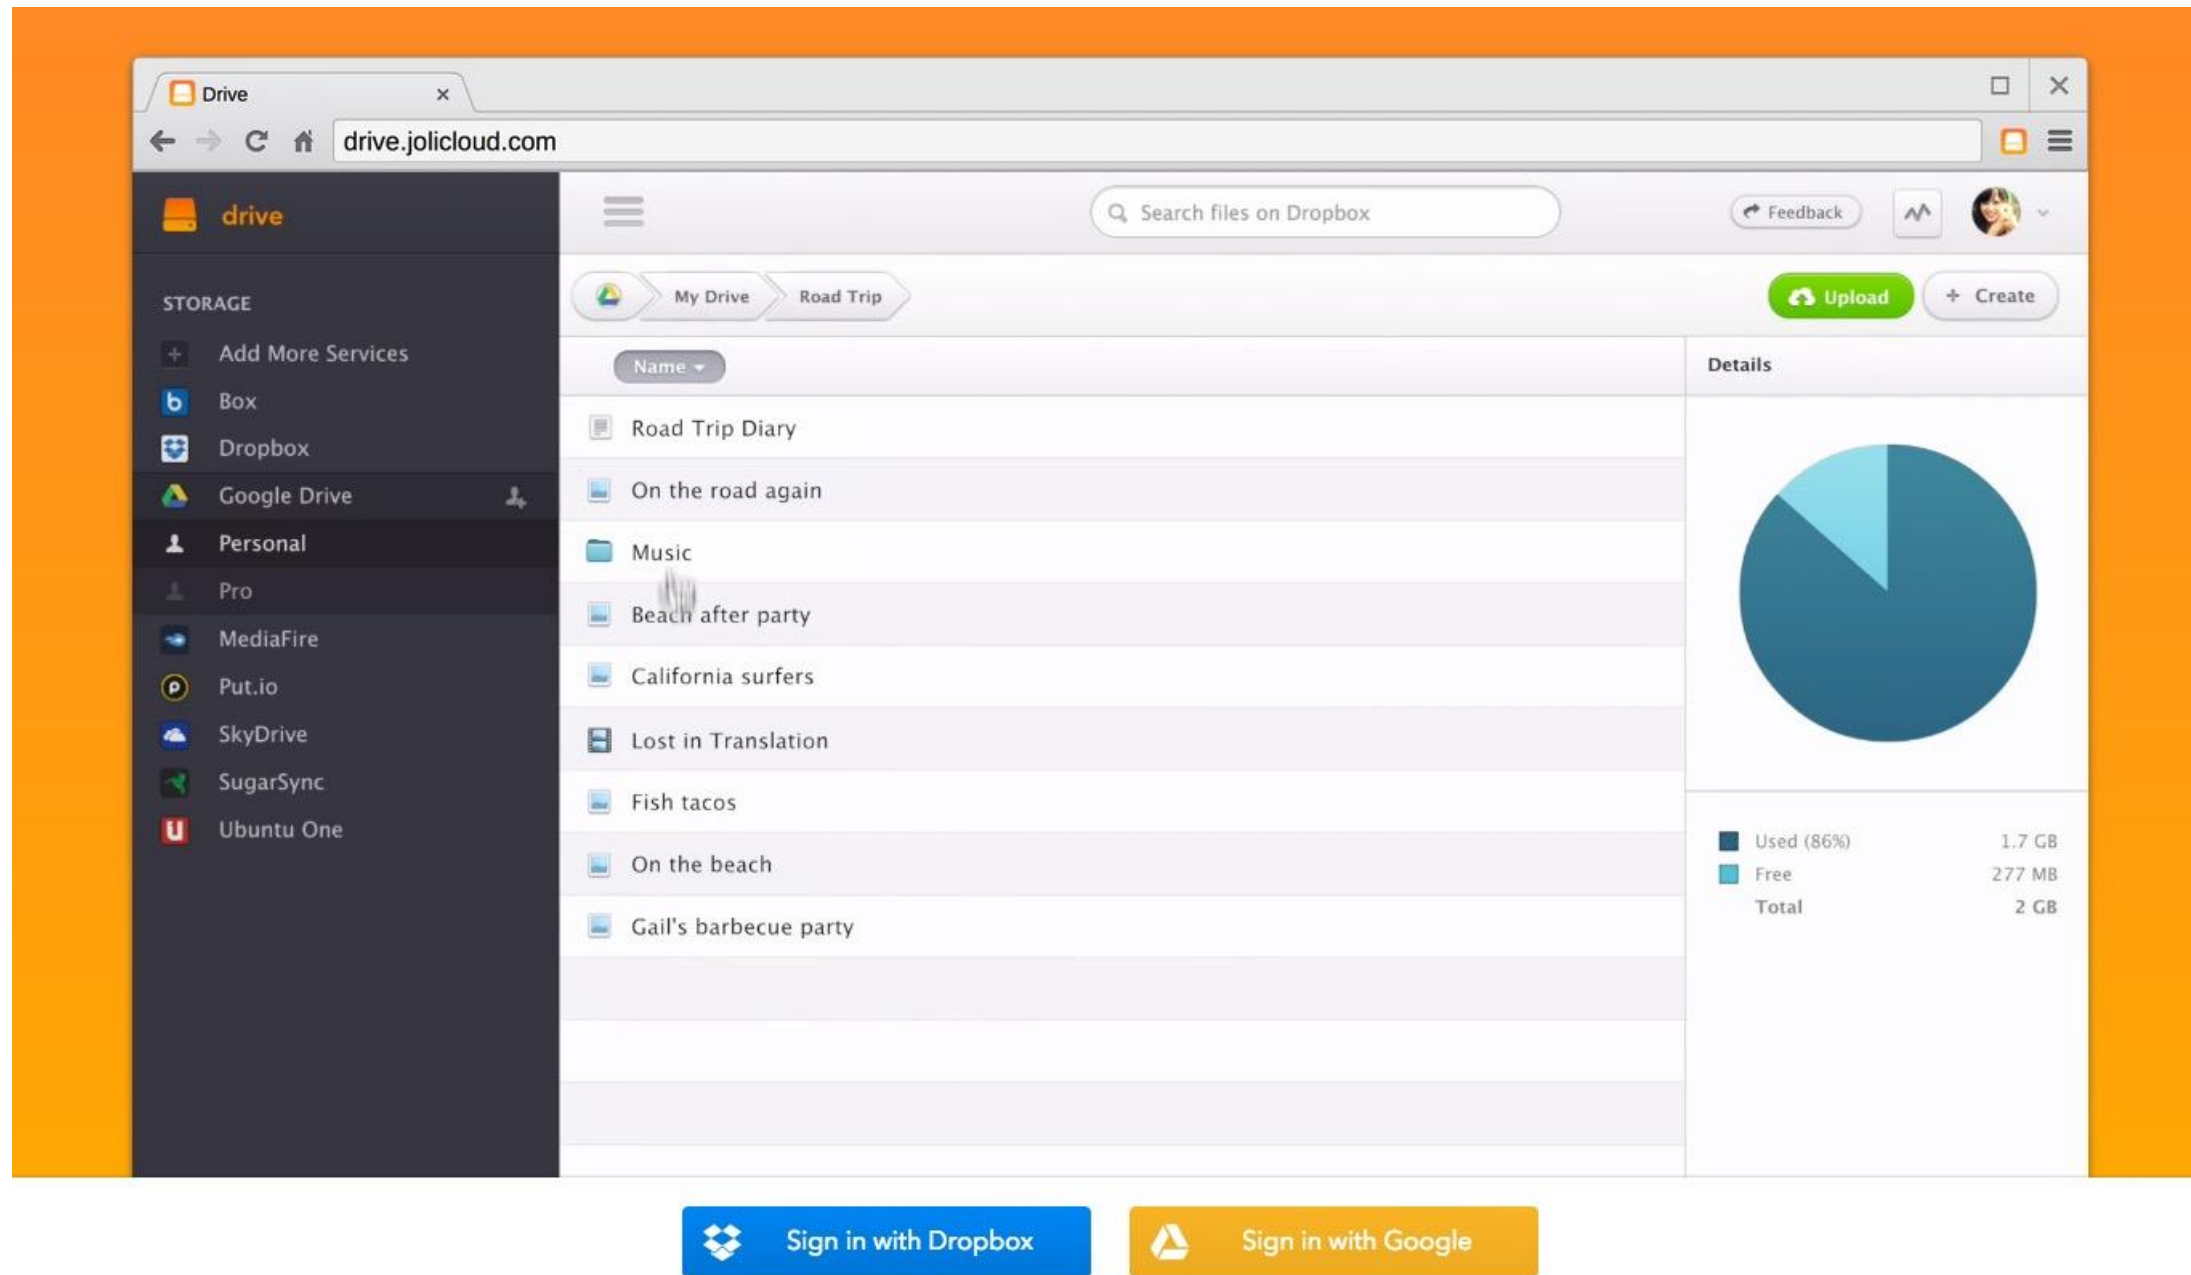 Drive
drive.jolicloud.com
drive
Search files on Dropbox
Feedback
STORAGE
Add More Services
Box
Dropbox
Google Drive
Personal
Pro
MediaFire
Put.io
SkyDrive
SugarSync
Ubuntu One
My Drive
Road Trip
Upload
+ Create
Name
Road Trip Diary
On the road again
Music
Beach after party
California surfers
Lost in Translation
Fish tacos
On the beach
Gail's barbecue party
Details
Used (86%) 1.7 GB
Free 277 MB
Total 2 GB
Sign in with Dropbox
Sign in with Google